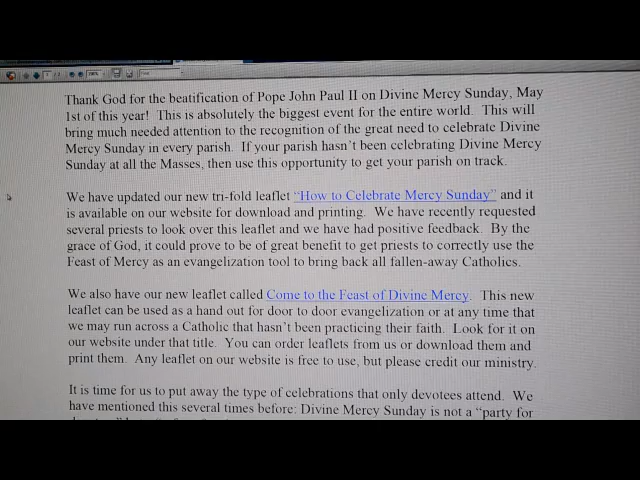 Thank God for the beatification of Pope John Paul II on Divine Mercy Sunday, May
1st of this year!  This is absolutely the biggest event for the entire world.  This will
bring much needed attention to the recognition of the great need to celebrate Divine
Mercy Sunday in every parish.  If your parish hasn't been celebrating Divine Mercy
Sunday at all the Masses, then use this opportunity to get your parish on track.
We have updated our new tri-fold leaflet "How to Celebrate Mercy Sunday" and it
is available on our website for download and printing.  We have recently requested
several priests to look over this leaflet and we have had positive feedback.  By the
grace of God, it could prove to be of great benefit to get priests to correctly use the
Feast of Mercy as an evangelization tool to bring back all fallen-away Catholics.
We also have our new leaflet called Come to the Feast of Divine Mercy.  This new
leaflet can be used as a hand out for door to door evangelization or at any time that
we may run across a Catholic that hasn't been practicing their faith.  Look for it on
our website under that title.  You can order leaflets from us or download them and
print them.  Any leaflet on our website is free to use, but please credit our ministry.
It is time for us to put away the type of celebrations that only devotees attend.  We
have mentioned this several times before: Divine Mercy Sunday is not a "party for